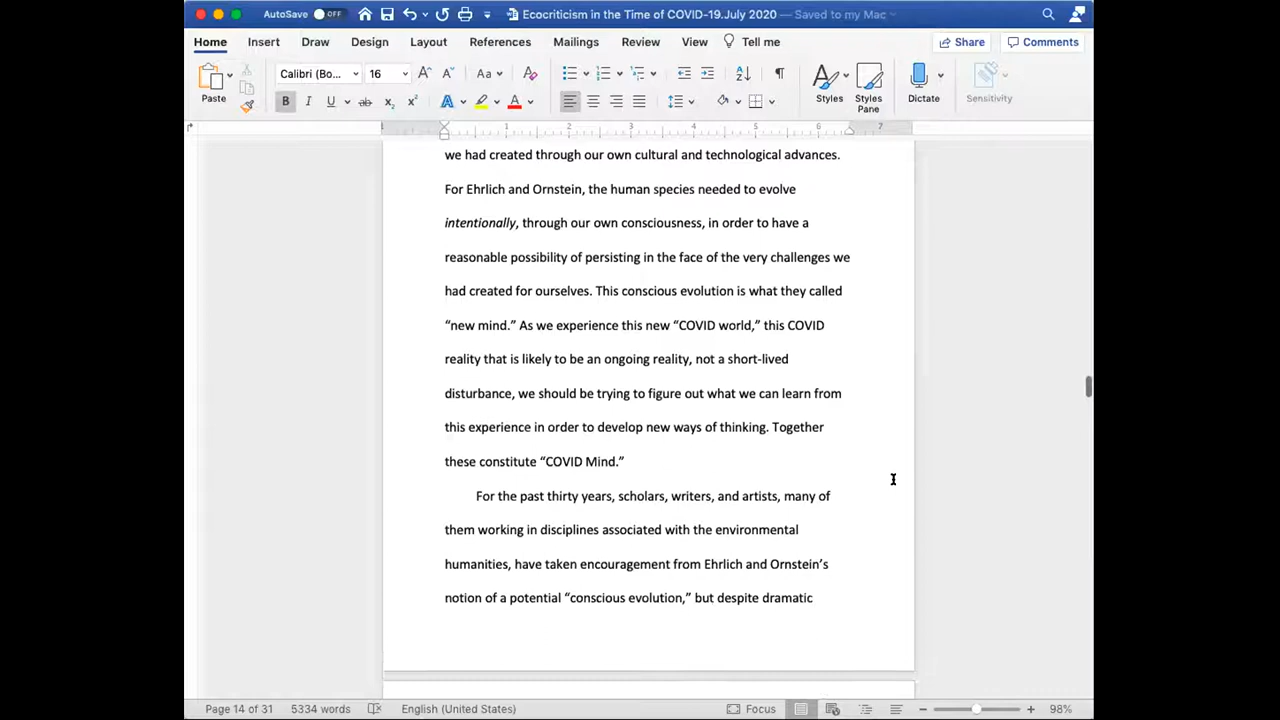 AutoSave OFF Ecocriticism in the Time of COVID-19.July 2020 — Saved to my Mac
Home Insert Draw Design Layout References Mailings Review View Tell me Share Comments
Calibri (Bo... 16
Paste Styles Styles Pane Dictate Sensitivity
1 1 2 3 4 5 6 7
we had created through our own cultural and technological advances.
For Ehrlich and Ornstein, the human species needed to evolve
intentionally, through our own consciousness, in order to have a
reasonable possibility of persisting in the face of the very challenges we
had created for ourselves. This conscious evolution is what they called
“new mind.” As we experience this new “COVID world,” this COVID
reality that is likely to be an ongoing reality, not a short-lived
disturbance, we should be trying to figure out what we can learn from
this experience in order to develop new ways of thinking. Together
these constitute “COVID Mind.”
For the past thirty years, scholars, writers, and artists, many of
them working in disciplines associated with the environmental
humanities, have taken encouragement from Ehrlich and Ornstein’s
notion of a potential “conscious evolution,” but despite dramatic
Page 14 of 31 5334 words English (United States) Focus 98%